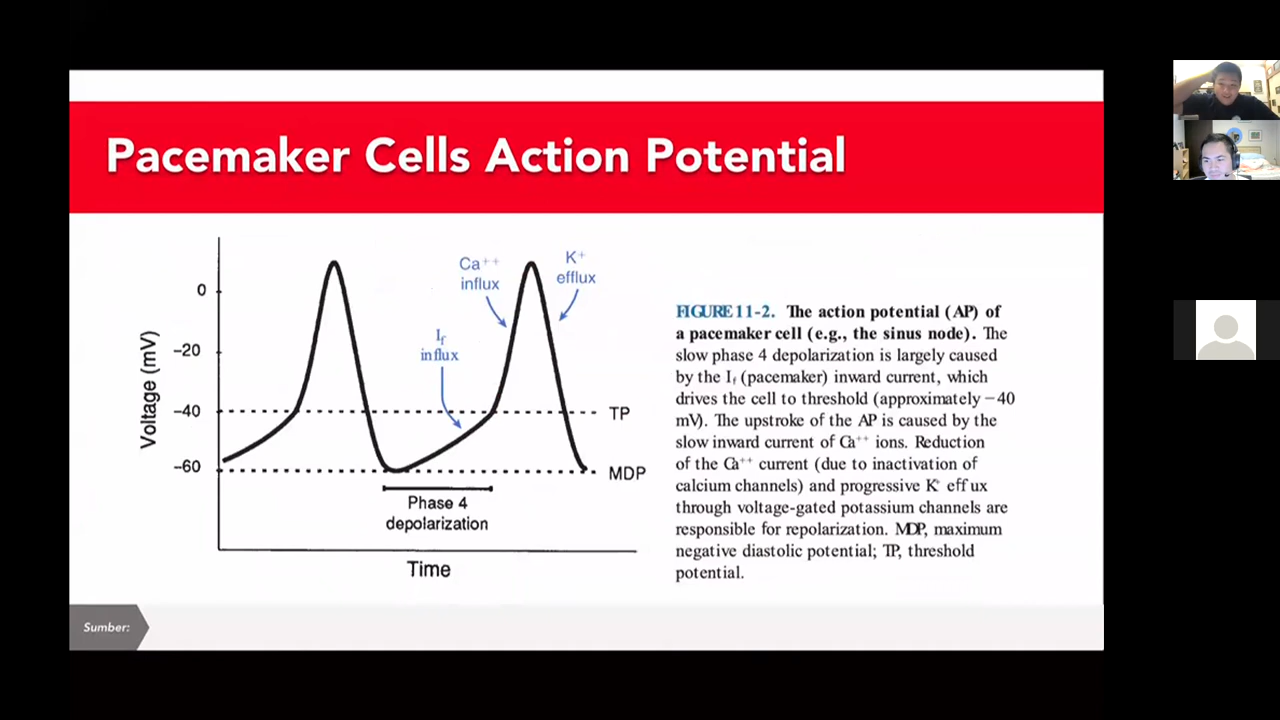 Pacemaker Cells Action Potential
Voltage (mV)
0
−20
−40
−60
Ca⁺⁺
influx
K⁺
efflux
I_f
influx
TP
MDP
Phase 4
depolarization
Time
FIGURE 11-2. The action potential (AP) of
a pacemaker cell (e.g., the sinus node). The
slow phase 4 depolarization is largely caused
by the I_f (pacemaker) inward current, which
drives the cell to threshold (approximately −40
mV). The upstroke of the AP is caused by the
slow inward current of Ca⁺⁺ ions. Reduction
of the Ca⁺⁺ current (due to inactivation of
calcium channels) and progressive K⁺ eff ux
through voltage-gated potassium channels are
responsible for repolarization. MDP, maximum
negative diastolic potential; TP, threshold
potential.
Sumber: